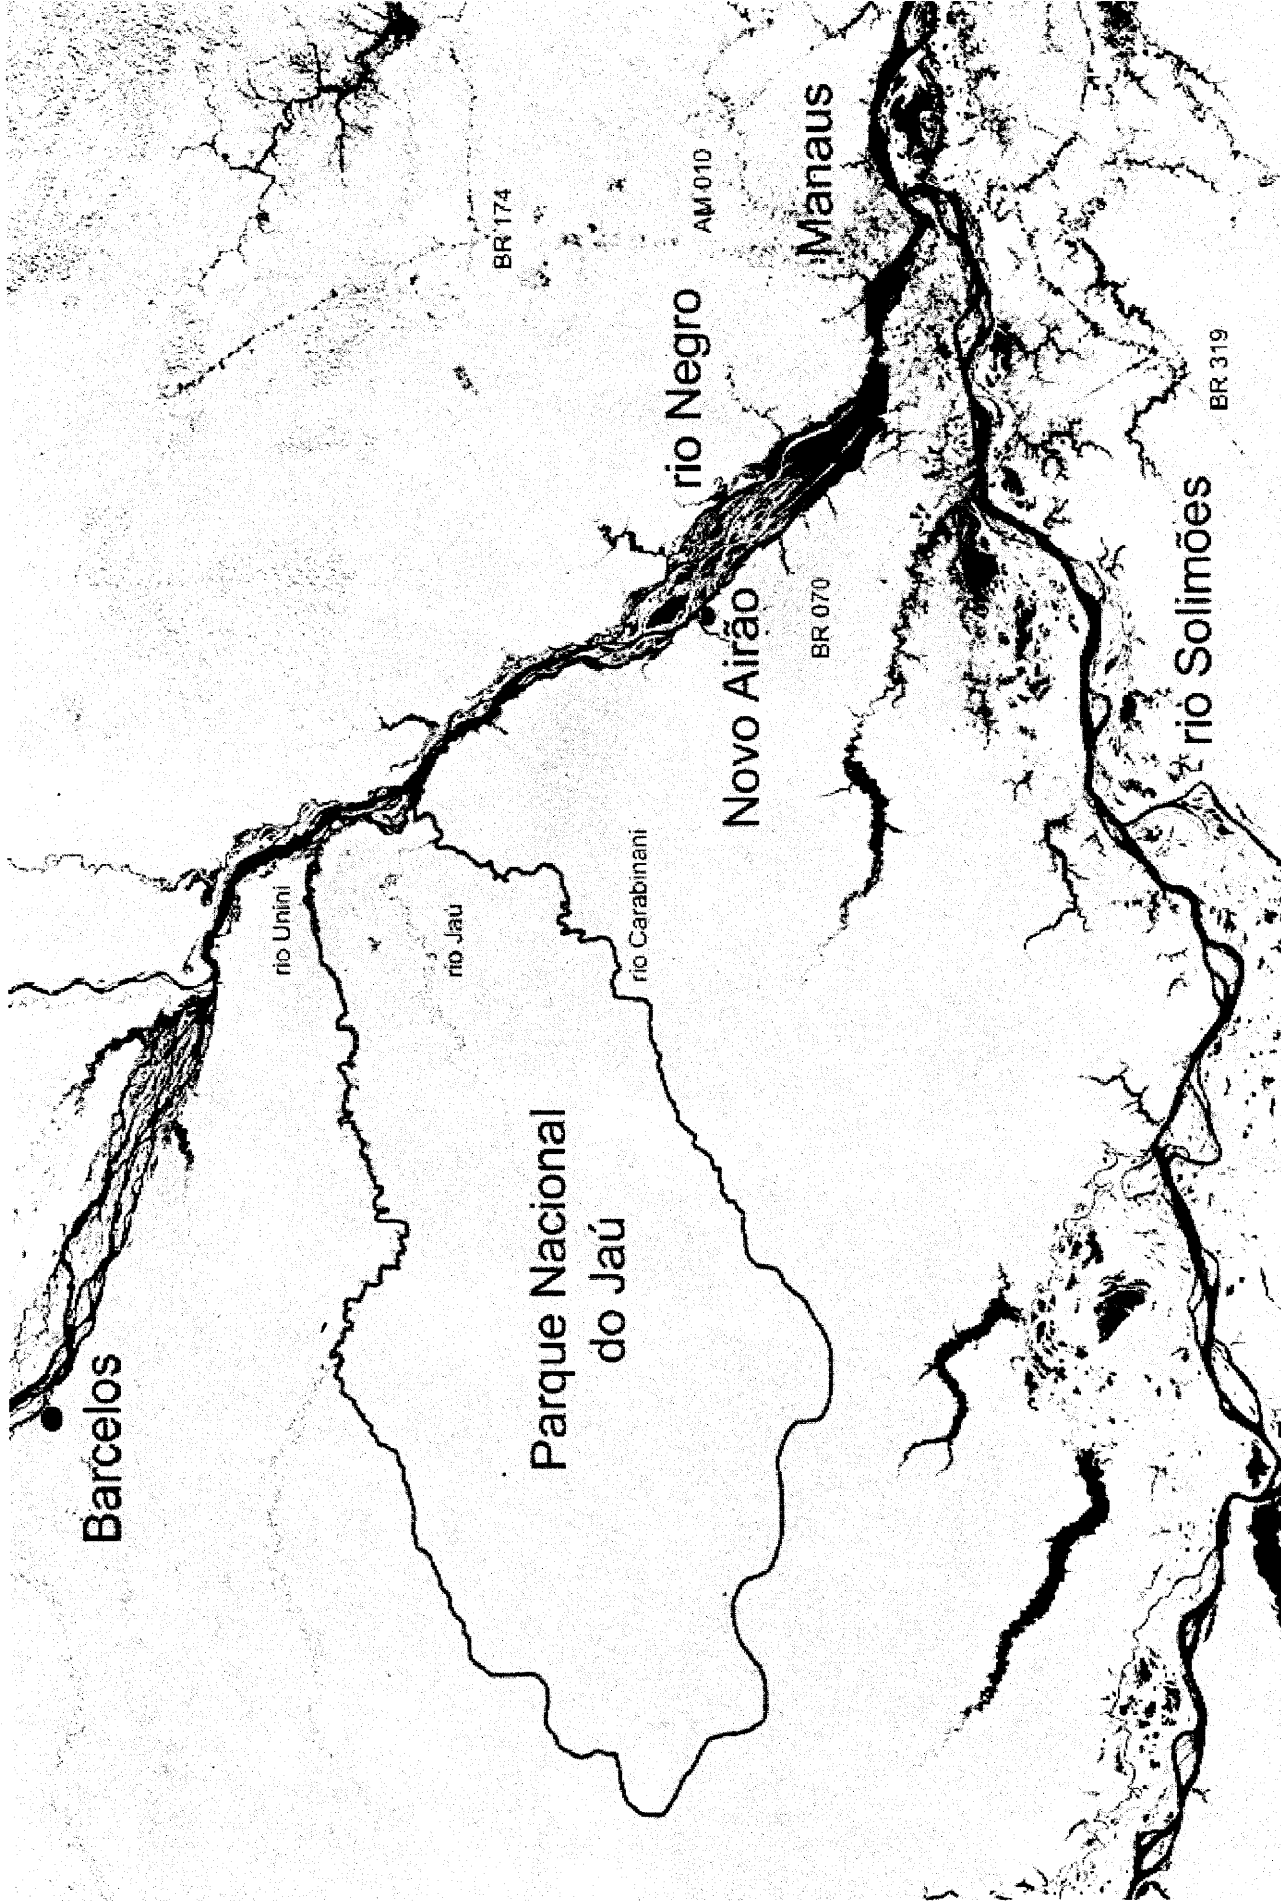 Barcelos
rio Unini
rio Jaú
Parque Nacional
do Jaú
rio Carabinani
Novo Airão
BR 070
rio Negro
BR 174
AM 010
Manaus
rio Solimões
BR 319